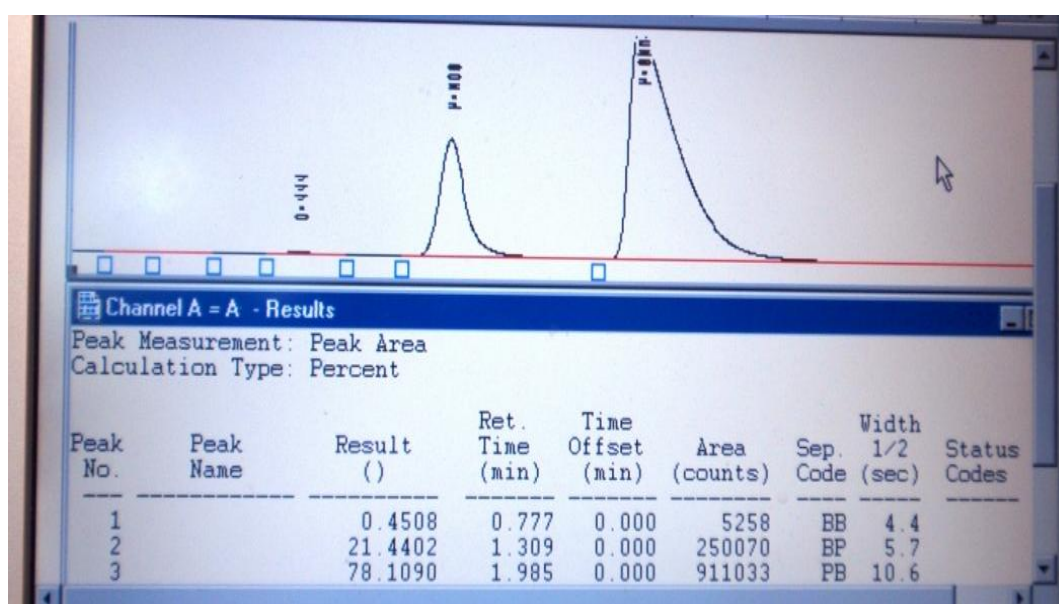 Channel A = A - Results
Peak Measurement: Peak Area
Calculation Type: Percent
Ret. Time Width
Peak Peak Result Time Offset Area Sep. 1/2 Status
No. Name () (min) (min) (counts) Code (sec) Codes
1 0.4508 0.777 0.000 5258 BB 4.4
2 21.4402 1.309 0.000 250070 BP 5.7
3 78.1090 1.985 0.000 911033 PB 10.6